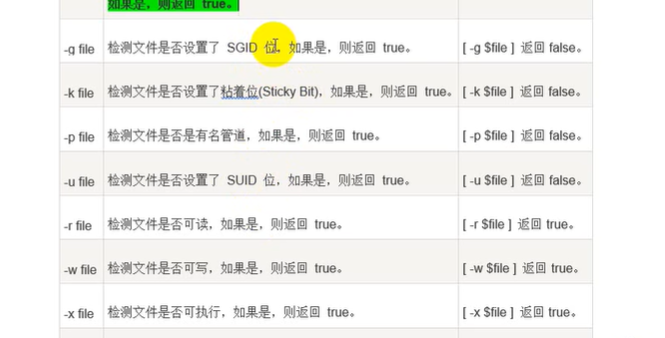 如果是，则返回 true。
-g file 检测文件是否设置了 SGID 位，如果是，则返回 true。 [ -g $file ] 返回 false。
-k file 检测文件是否设置了粘着位(Sticky Bit)，如果是，则返回 true。 [ -k $file ] 返回 false。
-p file 检测文件是否是有名管道，如果是，则返回 true。 [ -p $file ] 返回 false。
-u file 检测文件是否设置了 SUID 位，如果是，则返回 true。 [ -u $file ] 返回 false。
-r file 检测文件是否可读，如果是，则返回 true。 [ -r $file ] 返回 true。
-w file 检测文件是否可写，如果是，则返回 true。 [ -w $file ] 返回 true。
-x file 检测文件是否可执行，如果是，则返回 true。 [ -x $file ] 返回 true。